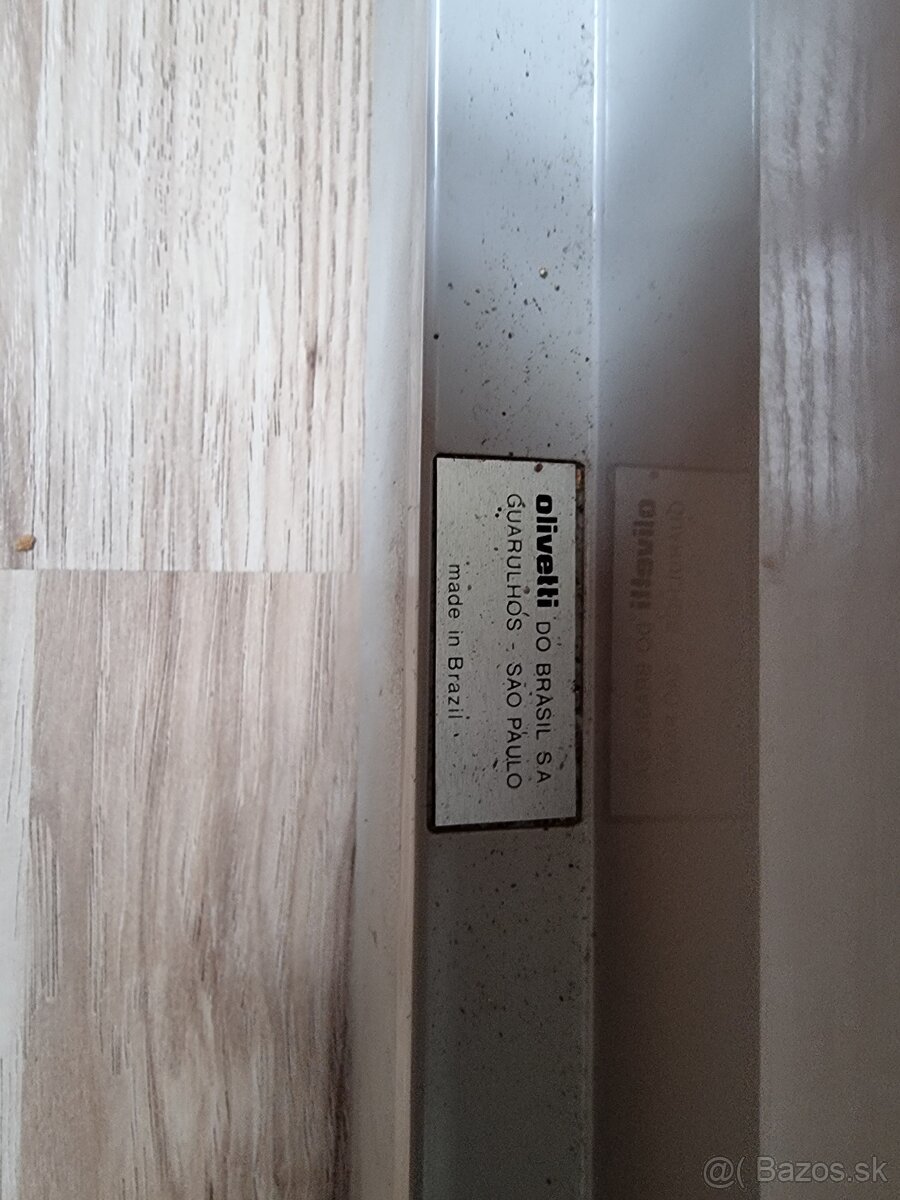 olivetti DO BRASIL S.A
GUARULHOS - SÃO PAULO
made in Brazil
@( Bazos.sk